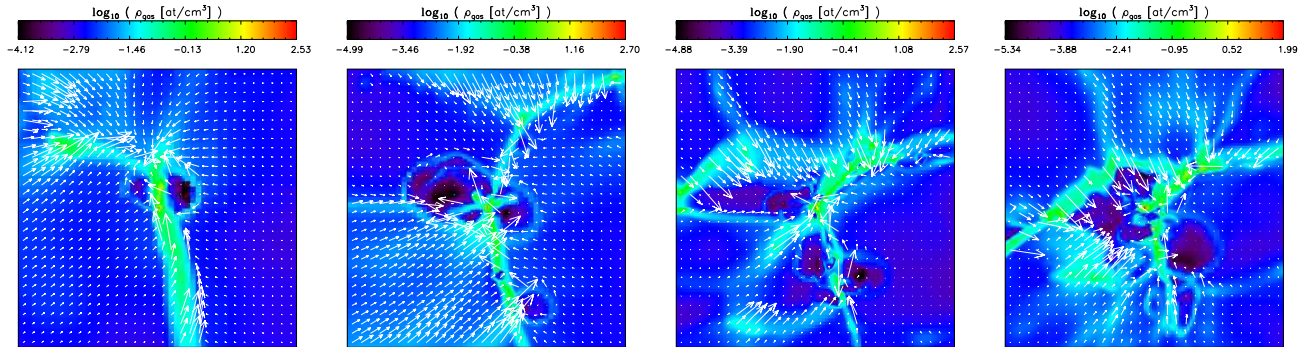 log10 ( ρgas [at/cm3] )
−4.12 −2.79 −1.46 −0.13 1.20 2.53
log10 ( ρgas [at/cm3] )
−4.99 −3.46 −1.92 −0.38 1.16 2.70
log10 ( ρgas [at/cm3] )
−4.88 −3.39 −1.90 −0.41 1.08 2.57
log10 ( ρgas [at/cm3] )
−5.34 −3.88 −2.41 −0.95 0.52 1.99